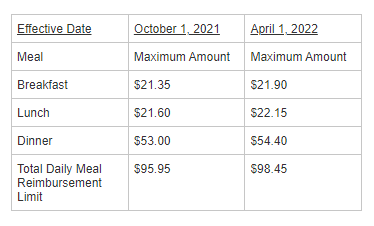 Effective Date October 1, 2021 April 1, 2022
Meal Maximum Amount Maximum Amount
Breakfast $21.35 $21.90
Lunch $21.60 $22.15
Dinner $53.00 $54.40
Total Daily Meal $95.95 $98.45
Reimbursement
Limit